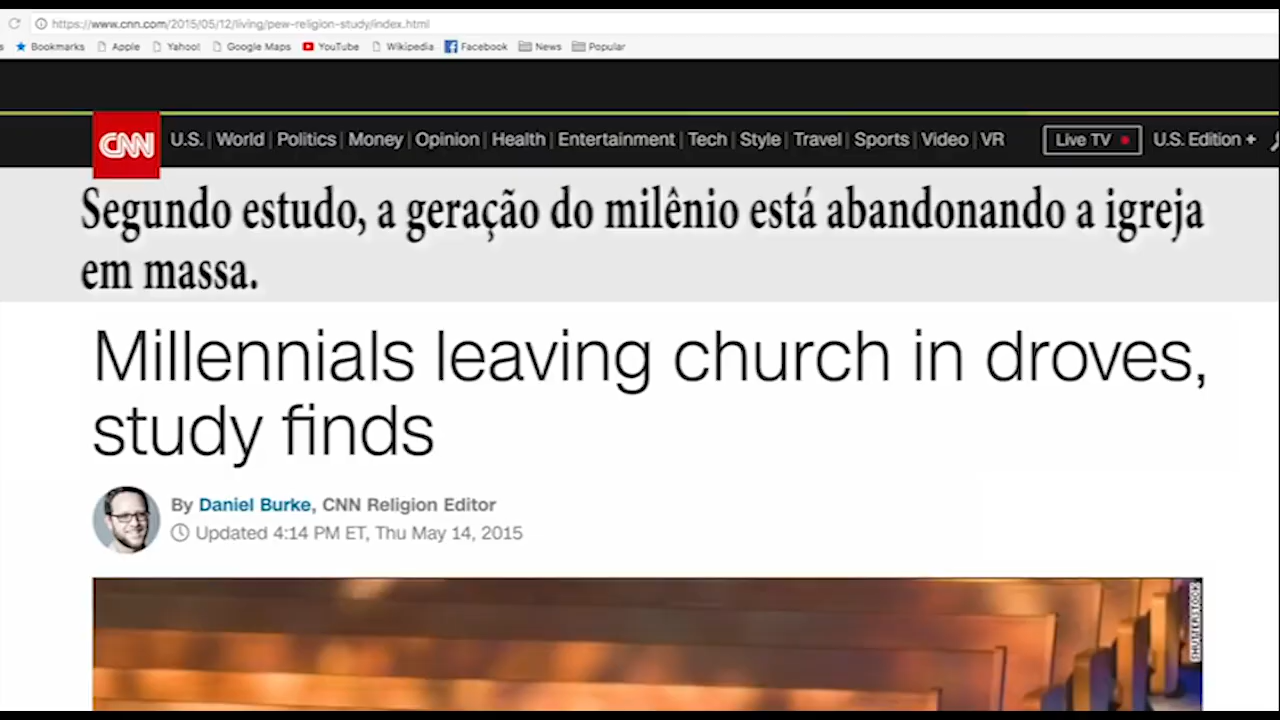 https://www.cnn.com/2015/05/12/living/pew-religion-study/index.html
s Bookmarks Apple Yahoo! Google Maps YouTube Wikipedia Facebook News Popular
CNN U.S. World Politics Money Opinion Health Entertainment Tech Style Travel Sports Video VR Live TV U.S. Edition +
Segundo estudo, a geração do milênio está abandonando a igreja
em massa.
Millennials leaving church in droves,
study finds
By Daniel Burke, CNN Religion Editor
Updated 4:14 PM ET, Thu May 14, 2015
SHUTTERSTOCK